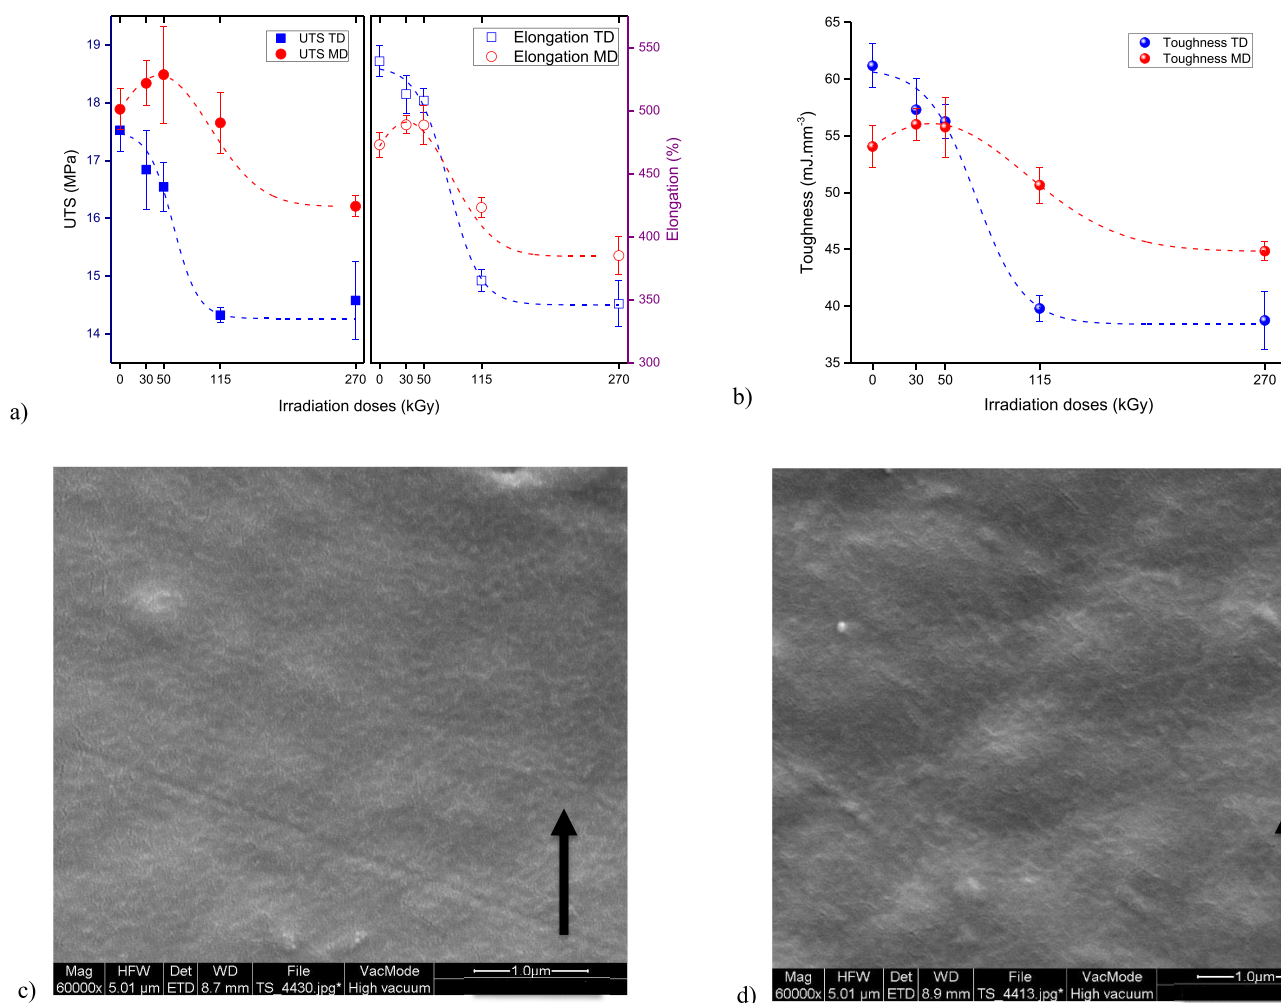 19
18
17
16
15
14
UTS (MPa)
UTS TD
UTS MD
0 30 50 115 270
Elongation TD
Elongation MD
550
500
450
400
350
300
Elongation (%)
0 30 50 115 270
Irradiation doses (kGy)
a)
65
60
55
50
45
40
35
Toughness (mJ.mm-3)
Toughness TD
Toughness MD
0 30 50 115 270
Irradiation doses (kGy)
b)
c)
Mag HFW Det WD File VacMode
60000x 5.01 µm ETD 8.7 mm TS_4430.jpg* High vacuum
1.0µm
d)
Mag HFW Det WD File VacMode
60000x 5.01 µm ETD 8.9 mm TS_4413.jpg* High vacuum
1.0µm